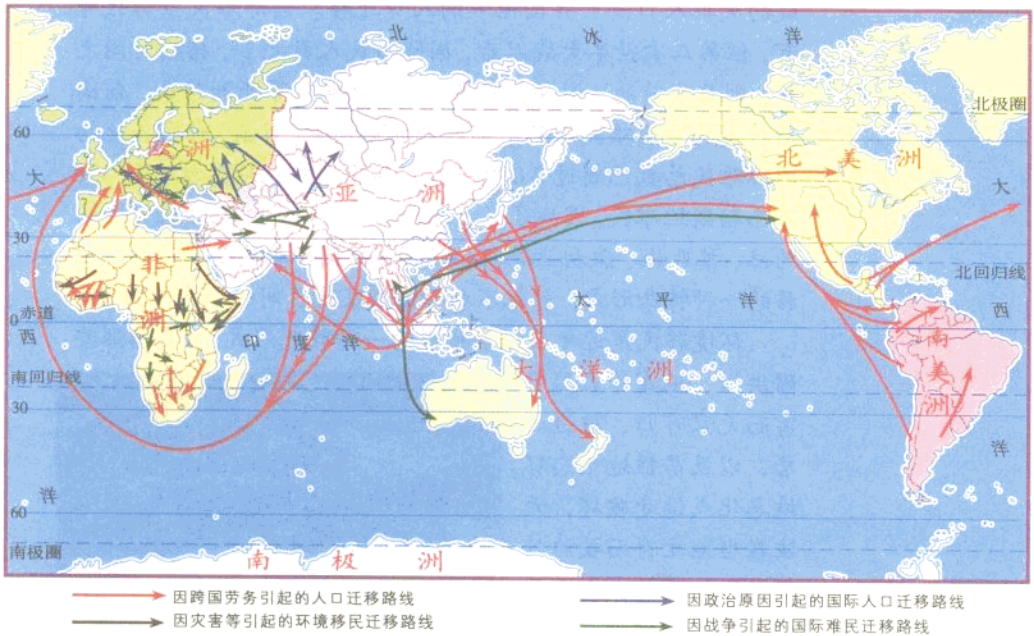 北 冰 洋
北极圈
60
欧 洲
北 美 洲
大
亚 洲
大
30
北回归线
非
洲
太 平 洋
赤道
0
西
西
印 度 洋
南
美
洲
大 洋 洲
南回归线
30
洋
洋
60
南极圈
南 极 洲
因跨国劳务引起的人口迁移路线
因政治原因引起的国际人口迁移路线
因灾害等引起的环境移民迁移路线
因战争引起的国际难民迁移路线